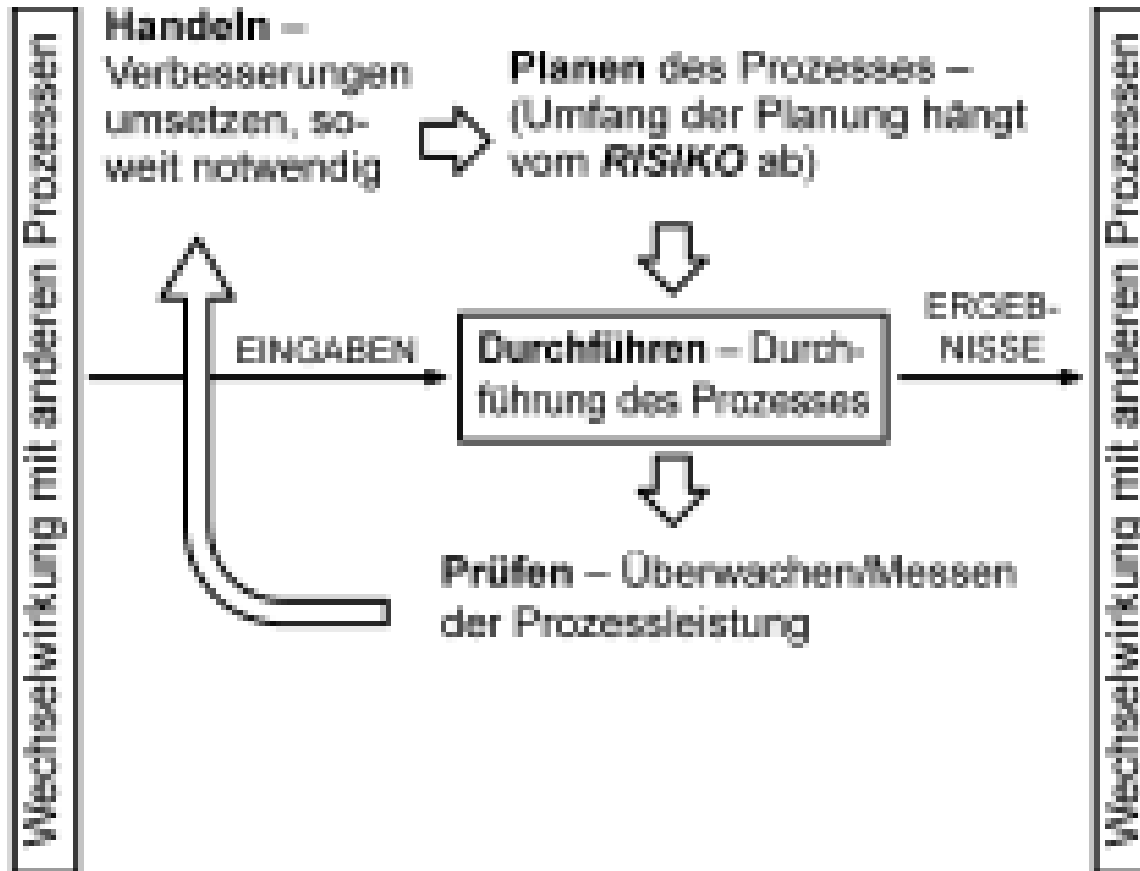 Wechselwirkung mit anderen Prozessen
Handeln –
Verbesserungen
umsetzen, so-
weit notwendig
Planen des Prozesses –
(Umfang der Planung hängt
vom RISIKO ab)
EINGABEN
Durchführen – Durch-
führung des Prozesses
ERGEB-
NISSE
Prüfen – Überwachen/Messen
der Prozessleistung
Wechselwirkung mit anderen Prozessen